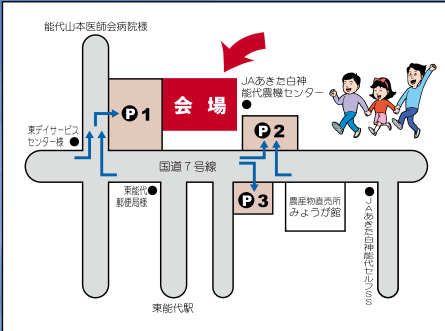 能代山本医師会病院様
JAあきた白神
能代農機センター
会場
P1
P2
東デイサービス
センター様
国道7号線
東能代
郵便局様
P3
農産物直売所
みょうが館
JAあきた白神能代セルフSS
東能代駅